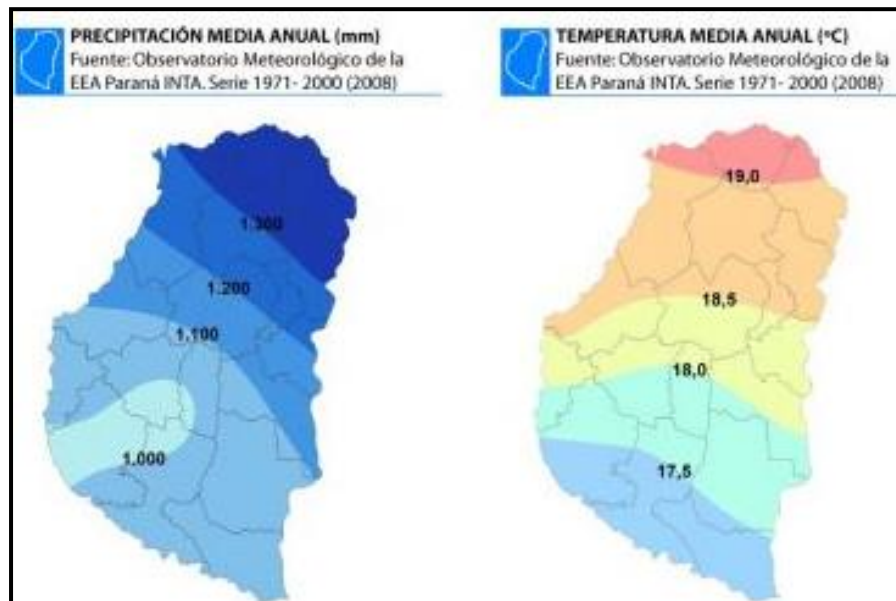 PRECIPITACIÓN MEDIA ANUAL (mm)
Fuente: Observatorio Meteorológico de la
EEA Paraná INTA. Serie 1971- 2000 (2008)
1.300
1.200
1.100
1.000
TEMPERATURA MEDIA ANUAL (ºC)
Fuente: Observatorio Meteorológico de la
EEA Paraná INTA. Serie 1971- 2000 (2008)
19,0
18,5
18,0
17,5